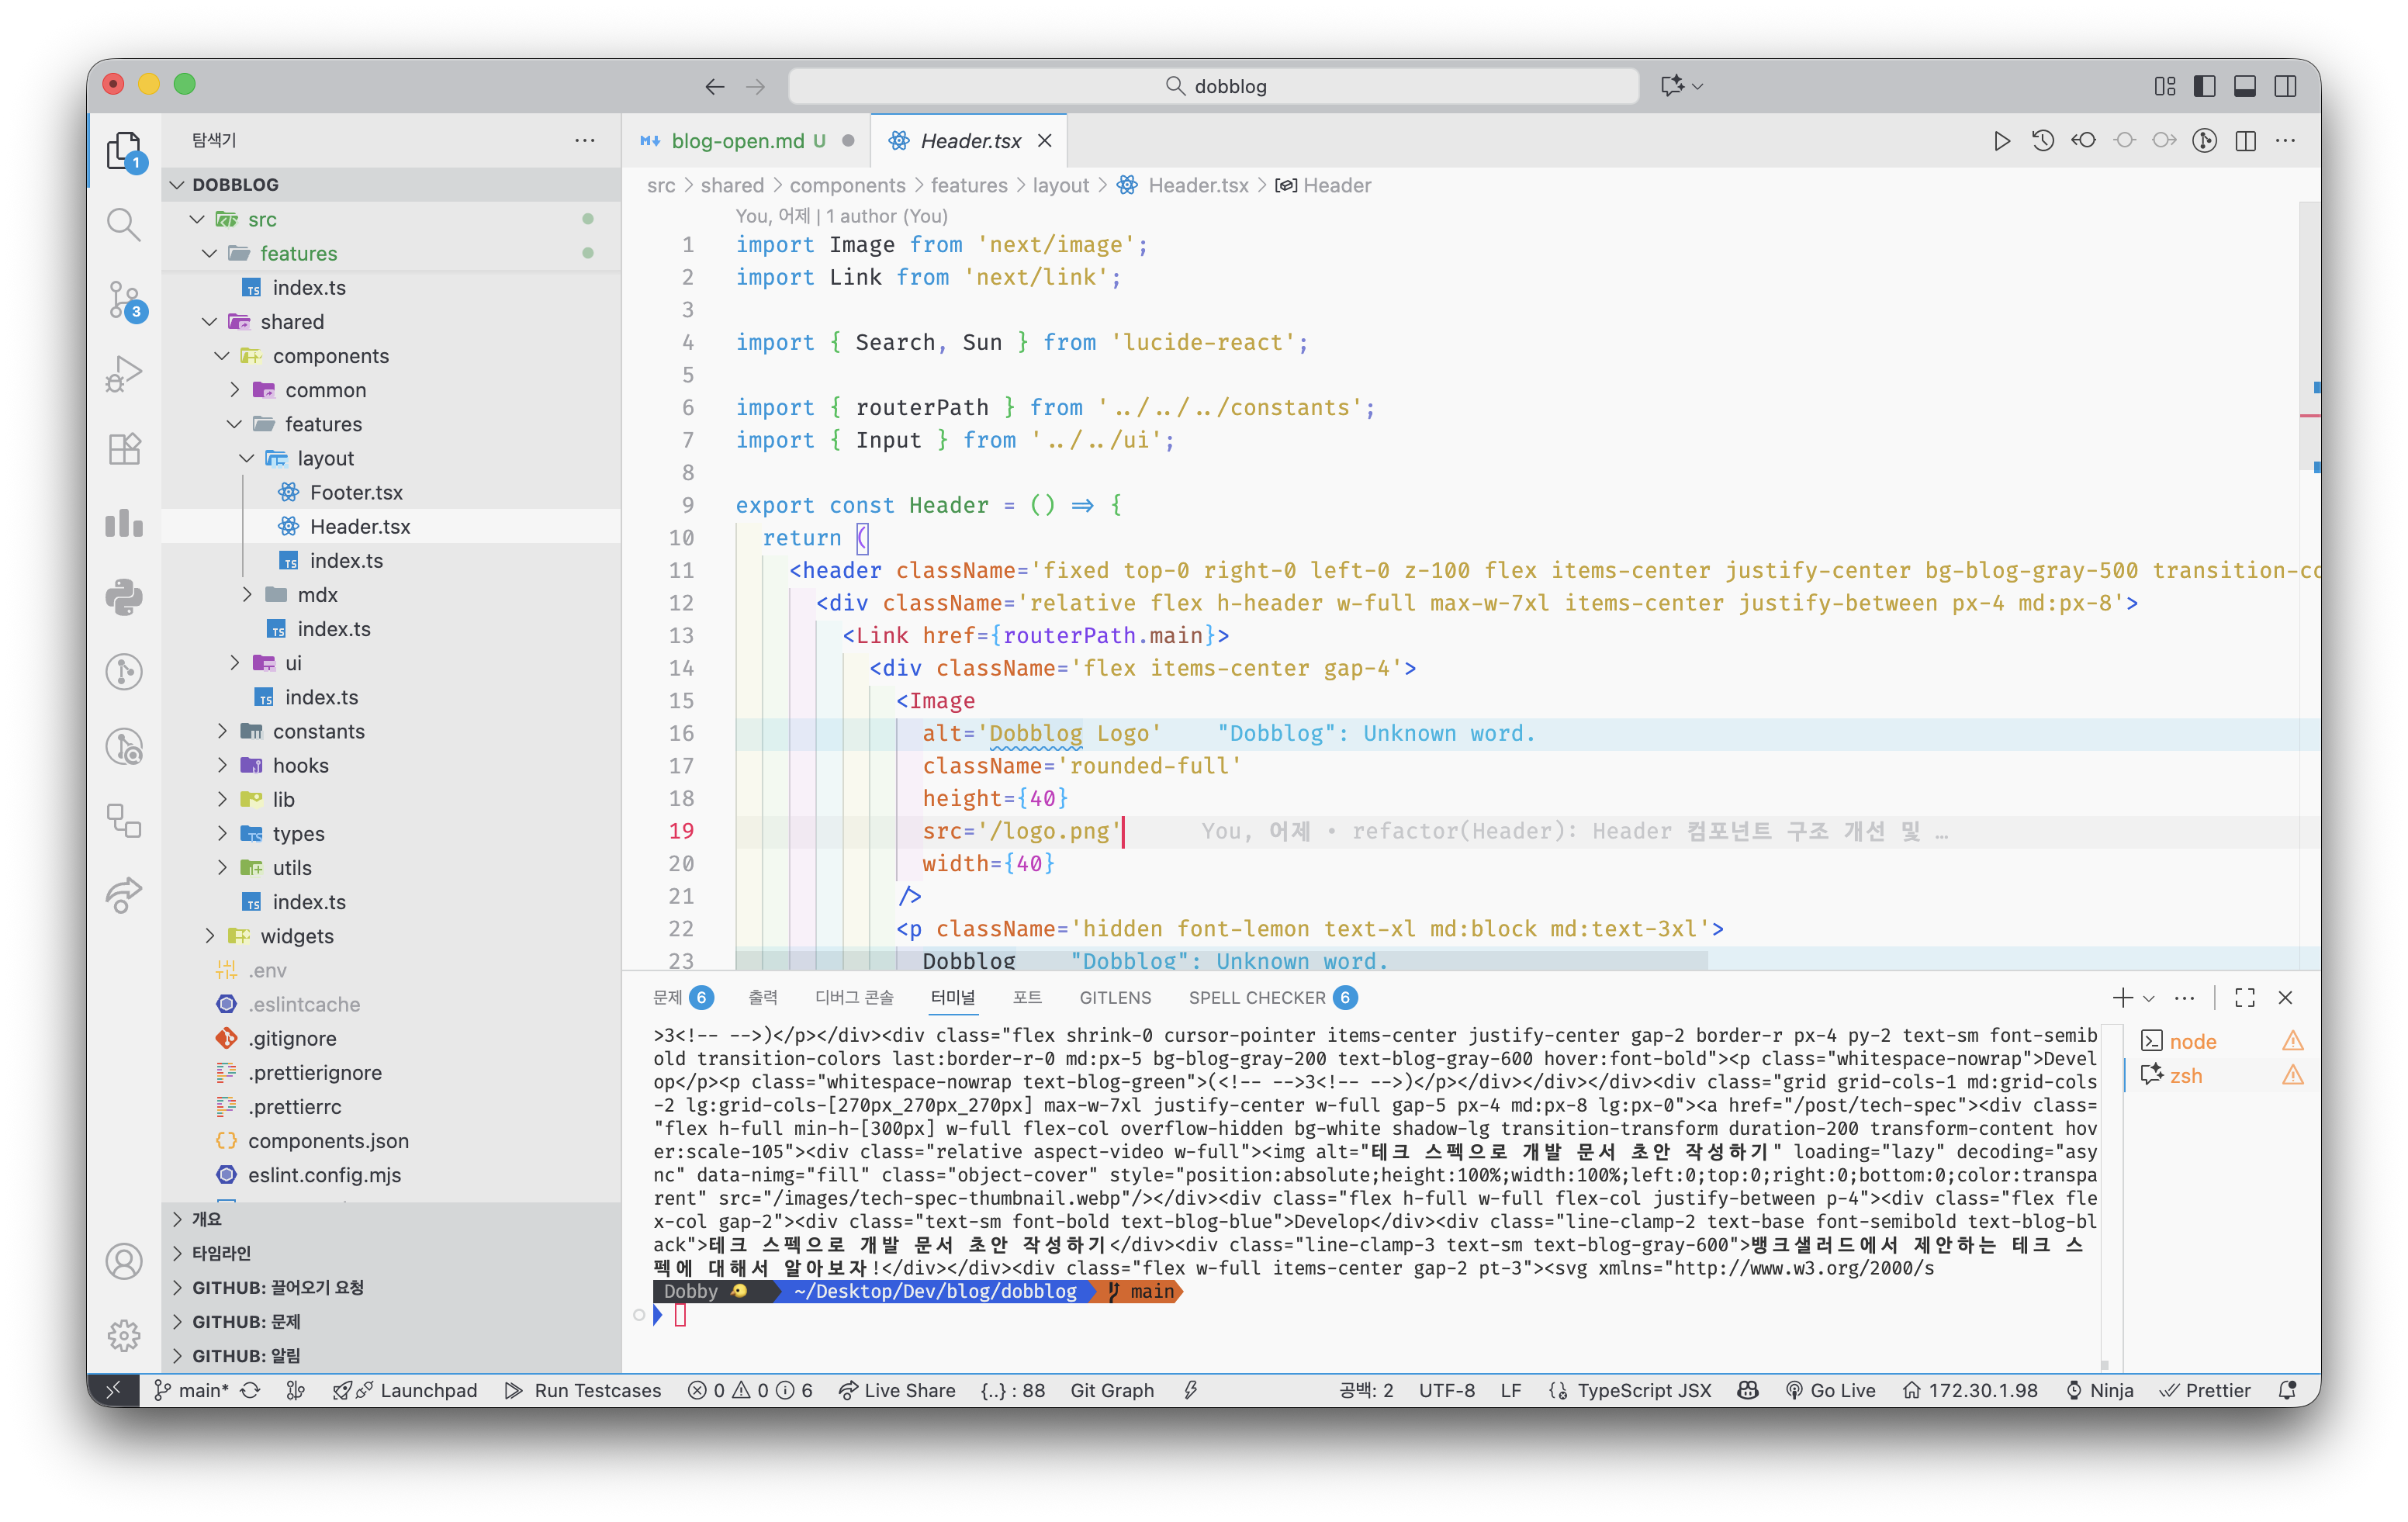 dobblog
탐색기
DOBBLOG
src
features
index.ts
shared
components
common
features
layout
Footer.tsx
Header.tsx
index.ts
mdx
index.ts
ui
index.ts
constants
hooks
lib
types
utils
index.ts
widgets
.env
.eslintcache
.gitignore
.prettierignore
.prettierrc
components.json
eslint.config.mjs
개요
타임라인
GITHUB: 끌어오기 요청
GITHUB: 문제
GITHUB: 알림
1
3
blog-open.md U
Header.tsx
src > shared > components > features > layout > Header.tsx > Header
You, 어제 | 1 author (You)
1 import Image from 'next/image';
2 import Link from 'next/link';
3
4 import { Search, Sun } from 'lucide-react';
5
6 import { routerPath } from '../../../constants';
7 import { Input } from '../../ui';
8
9 export const Header = () => {
10 return (
11 <header className='fixed top-0 right-0 left-0 z-100 flex items-center justify-center bg-blog-gray-500 transition-co
12 <div className='relative flex h-header w-full max-w-7xl items-center justify-between px-4 md:px-8'>
13 <Link href={routerPath.main}>
14 <div className='flex items-center gap-4'>
15 <Image
16 alt='Dobblog Logo' "Dobblog": Unknown word.
17 className='rounded-full'
18 height={40}
19 src='/logo.png' You, 어제 • refactor(Header): Header 컴포넌트 구조 개선 및 …
20 width={40}
21 />
22 <p className='hidden font-lemon text-xl md:block md:text-3xl'>
23 Dobblog "Dobblog": Unknown word.
문제 6 출력 디버그 콘솔 터미널 포트 GITLENS SPELL CHECKER 6
>3<!-- -->)</p></div><div class="flex shrink-0 cursor-pointer items-center justify-center gap-2 border-r px-4 py-2 text-sm font-semib
old transition-colors last:border-r-0 md:px-5 bg-blog-gray-200 text-blog-gray-600 hover:font-bold"><p class="whitespace-nowrap">Devel
op</p><p class="whitespace-nowrap text-blog-green">(<!-- -->3<!-- -->)</p></div></div></div><div class="grid grid-cols-1 md:grid-cols
-2 lg:grid-cols-[270px_270px_270px] max-w-7xl justify-center w-full gap-5 px-4 md:px-8 lg:px-0"><a href="/post/tech-spec"><div class=
"flex h-full min-h-[300px] w-full flex-col overflow-hidden bg-white shadow-lg transition-transform duration-200 transform-content hov
er:scale-105"><div class="relative aspect-video w-full"><img alt="테크 스펙으로 개발 문서 초안 작성하기" loading="lazy" decoding="asy
nc" data-nimg="fill" class="object-cover" style="position:absolute;height:100%;width:100%;left:0;top:0;right:0;bottom:0;color:transpa
rent" src="/images/tech-spec-thumbnail.webp"/></div><div class="flex h-full w-full flex-col justify-between p-4"><div class="flex fle
x-col gap-2"><div class="text-sm font-bold text-blog-blue">Develop</div><div class="line-clamp-2 text-base font-semibold text-blog-bl
ack">테크 스펙으로 개발 문서 초안 작성하기</div><div class="line-clamp-3 text-sm text-blog-gray-600">뱅크샐러드에서 제안하는 테크 스
펙에 대해서 알아보자!</div></div><div class="flex w-full items-center gap-2 pt-3"><svg xmlns="http://www.w3.org/2000/s
Dobby ~/Desktop/Dev/blog/dobblog main
node
zsh
main* Launchpad Run Testcases 0 0 6 Live Share {..} : 88 Git Graph 공백: 2 UTF-8 LF TypeScript JSX Go Live 172.30.1.98 Ninja Prettier